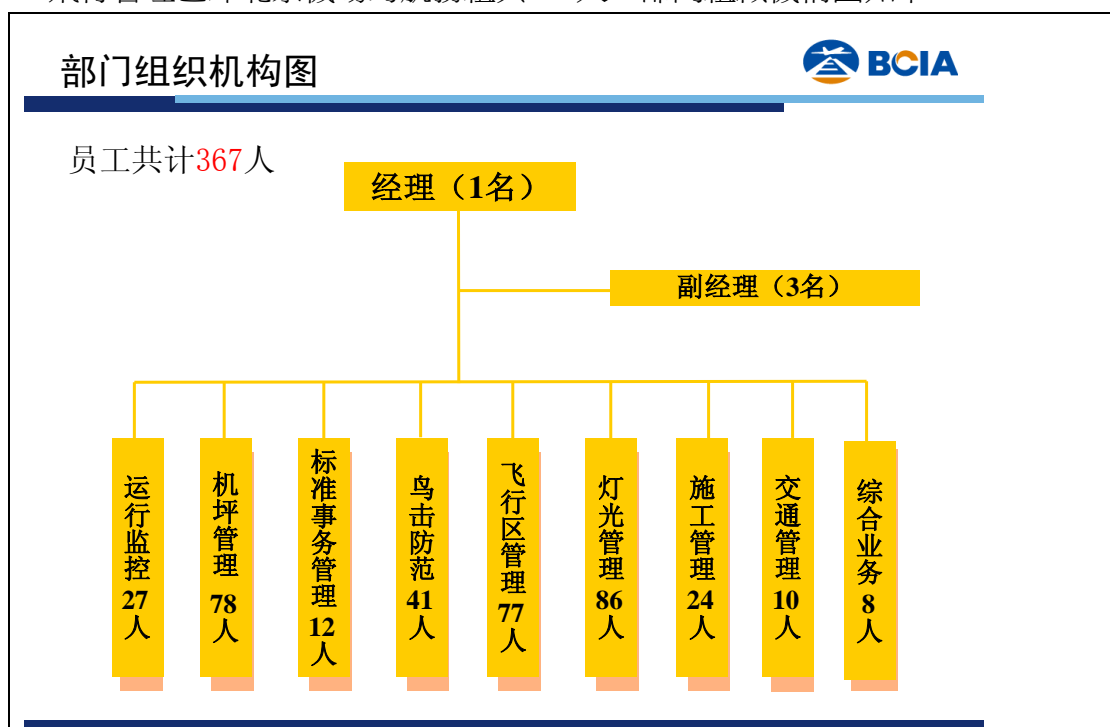 部门组织机构图
BCIA
员工共计367人
经理（1名）
副经理（3名）
运行监控27人
机坪管理78人
标准事务管理12人
鸟击防范41人
飞行区管理77人
灯光管理86人
施工管理24人
交通管理10人
综合业务8人